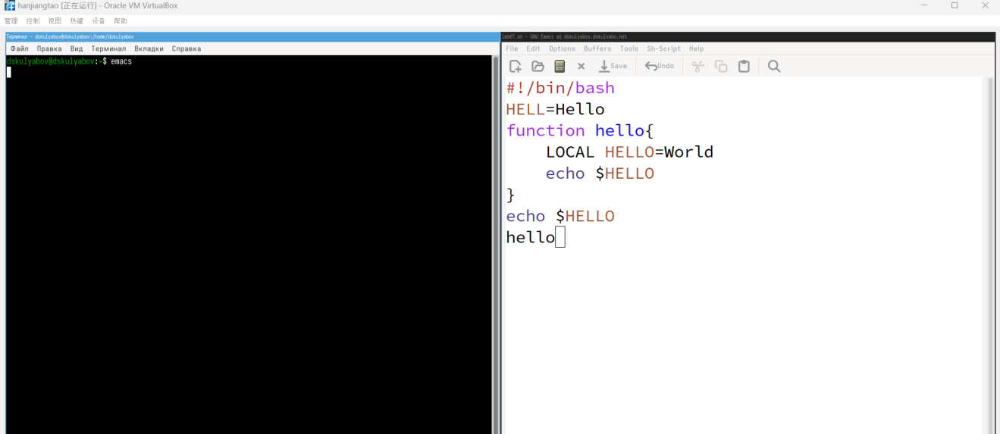 hanjiangtao [正在运行] - Oracle VM VirtualBox
管理 控制 视图 热键 设备 帮助
Терминал - dskulyabov@dskulyabov:/home/dskulyabov
Файл Правка Вид Терминал Вкладки Справка
dskulyabov@dskulyabov:~$ emacs
lab07.sh - GNU Emacs at dskulyabov.dskulyabo.net
File Edit Options Buffers Tools Sh-Script Help
Save Undo
#!/bin/bash
HELL=Hello
function hello{
    LOCAL HELLO=World
    echo $HELLO
}
echo $HELLO
hello